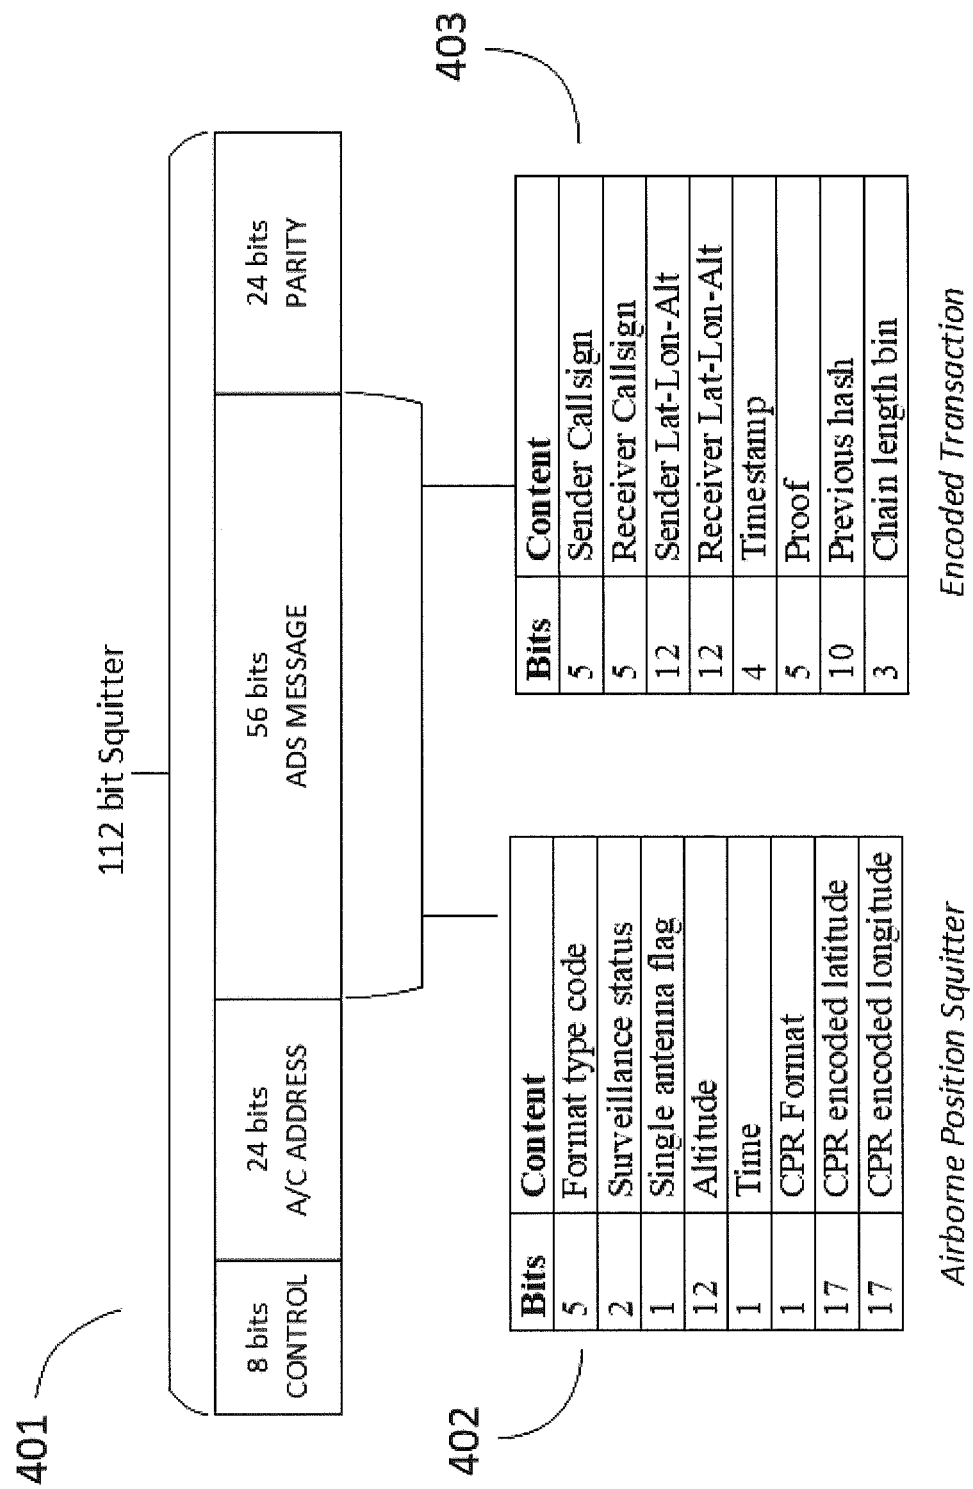 401
112 bit Squitter
8 bits
CONTROL
24 bits
A/C ADDRESS
56 bits
ADS MESSAGE
24 bits
PARITY
402
Bits Content
5 Format type code
2 Surveillance status
1 Single antenna flag
12 Altitude
1 Time
1 CPR Format
17 CPR encoded latitude
17 CPR encoded longitude
Airborne Position Squitter
403
Bits Content
5 Sender Callsign
5 Receiver Callsign
12 Sender Lat-Lon-Alt
12 Receiver Lat-Lon-Alt
4 Timestamp
5 Proof
10 Previous hash
3 Chain length bin
Encoded Transaction